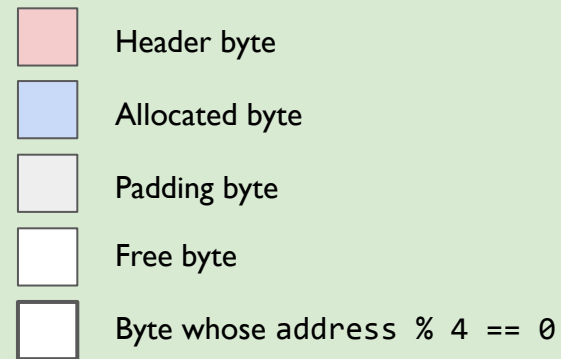 Header byte
Allocated byte
Padding byte
Free byte
Byte whose address % 4 == 0